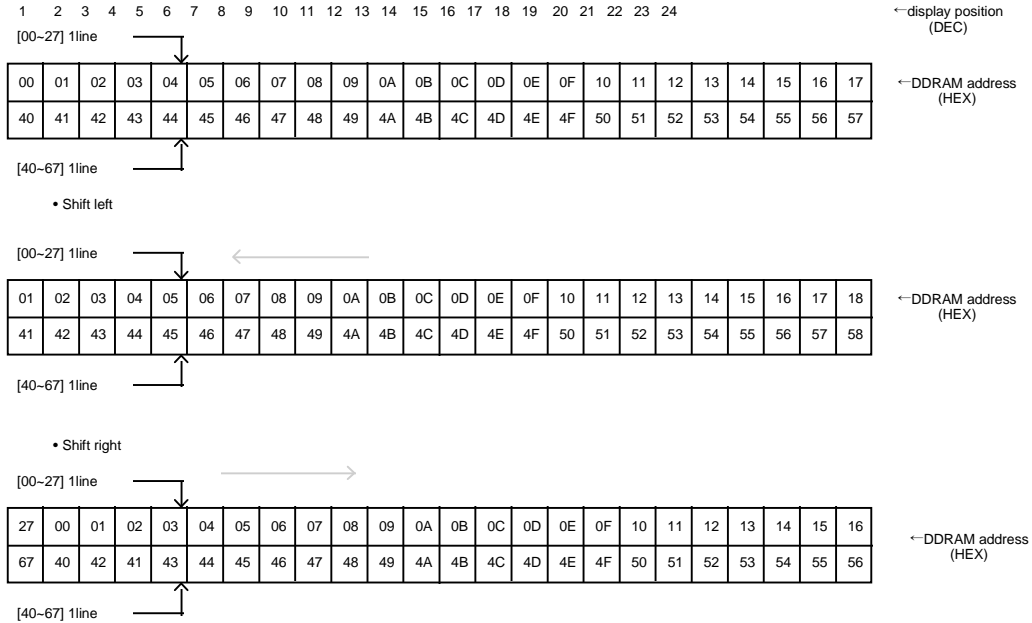 1 2 3 4 5 6 7 8 9 10 11 12 13 14 15 16 17 18 19 20 21 22 23 24 ←display position
(DEC)
[00~27] 1line
00 01 02 03 04 05 06 07 08 09 0A 0B 0C 0D 0E 0F 10 11 12 13 14 15 16 17 ←DDRAM address
(HEX)
40 41 42 43 44 45 46 47 48 49 4A 4B 4C 4D 4E 4F 50 51 52 53 54 55 56 57
[40~67] 1line
• Shift left
[00~27] 1line
01 02 03 04 05 06 07 08 09 0A 0B 0C 0D 0E 0F 10 11 12 13 14 15 16 17 18 ←DDRAM address
(HEX)
41 42 43 44 45 46 47 48 49 4A 4B 4C 4D 4E 4F 50 51 52 53 54 55 56 57 58
[40~67] 1line
• Shift right
[00~27] 1line
27 00 01 02 03 04 05 06 07 08 09 0A 0B 0C 0D 0E 0F 10 11 12 13 14 15 16 ←DDRAM address
(HEX)
67 40 42 41 43 44 45 46 47 48 49 4A 4B 4C 4D 4E 4F 50 51 52 53 54 55 56
[40~67] 1line